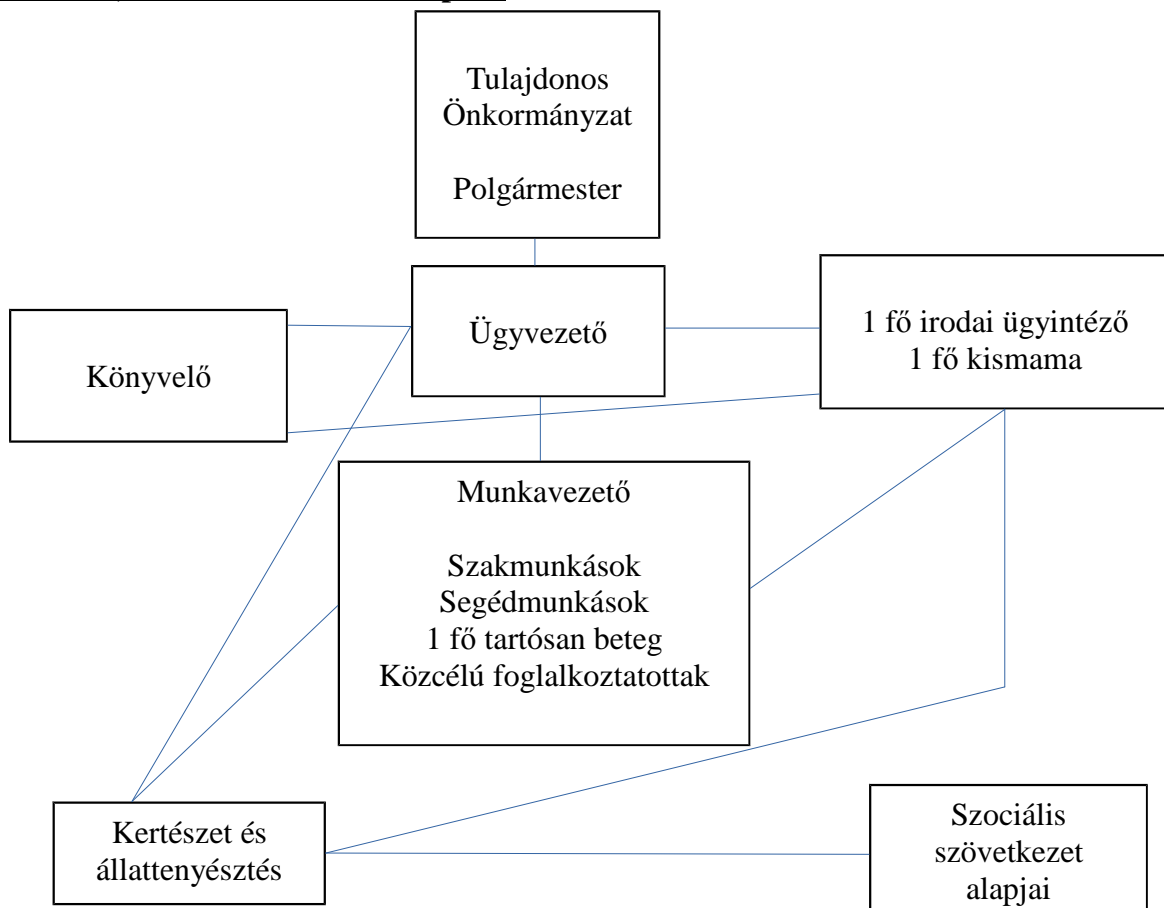 Tulajdonos
Önkormányzat
Polgármester
Ügyvezető
1 fő irodai ügyintéző
1 fő kismama
Könyvelő
Munkavezető
Szakmunkások
Segédmunkások
1 fő tartósan beteg
Közcélú foglalkoztatottak
Kertészet és
állattenyésztés
Szociális
szövetkezet
alapjai